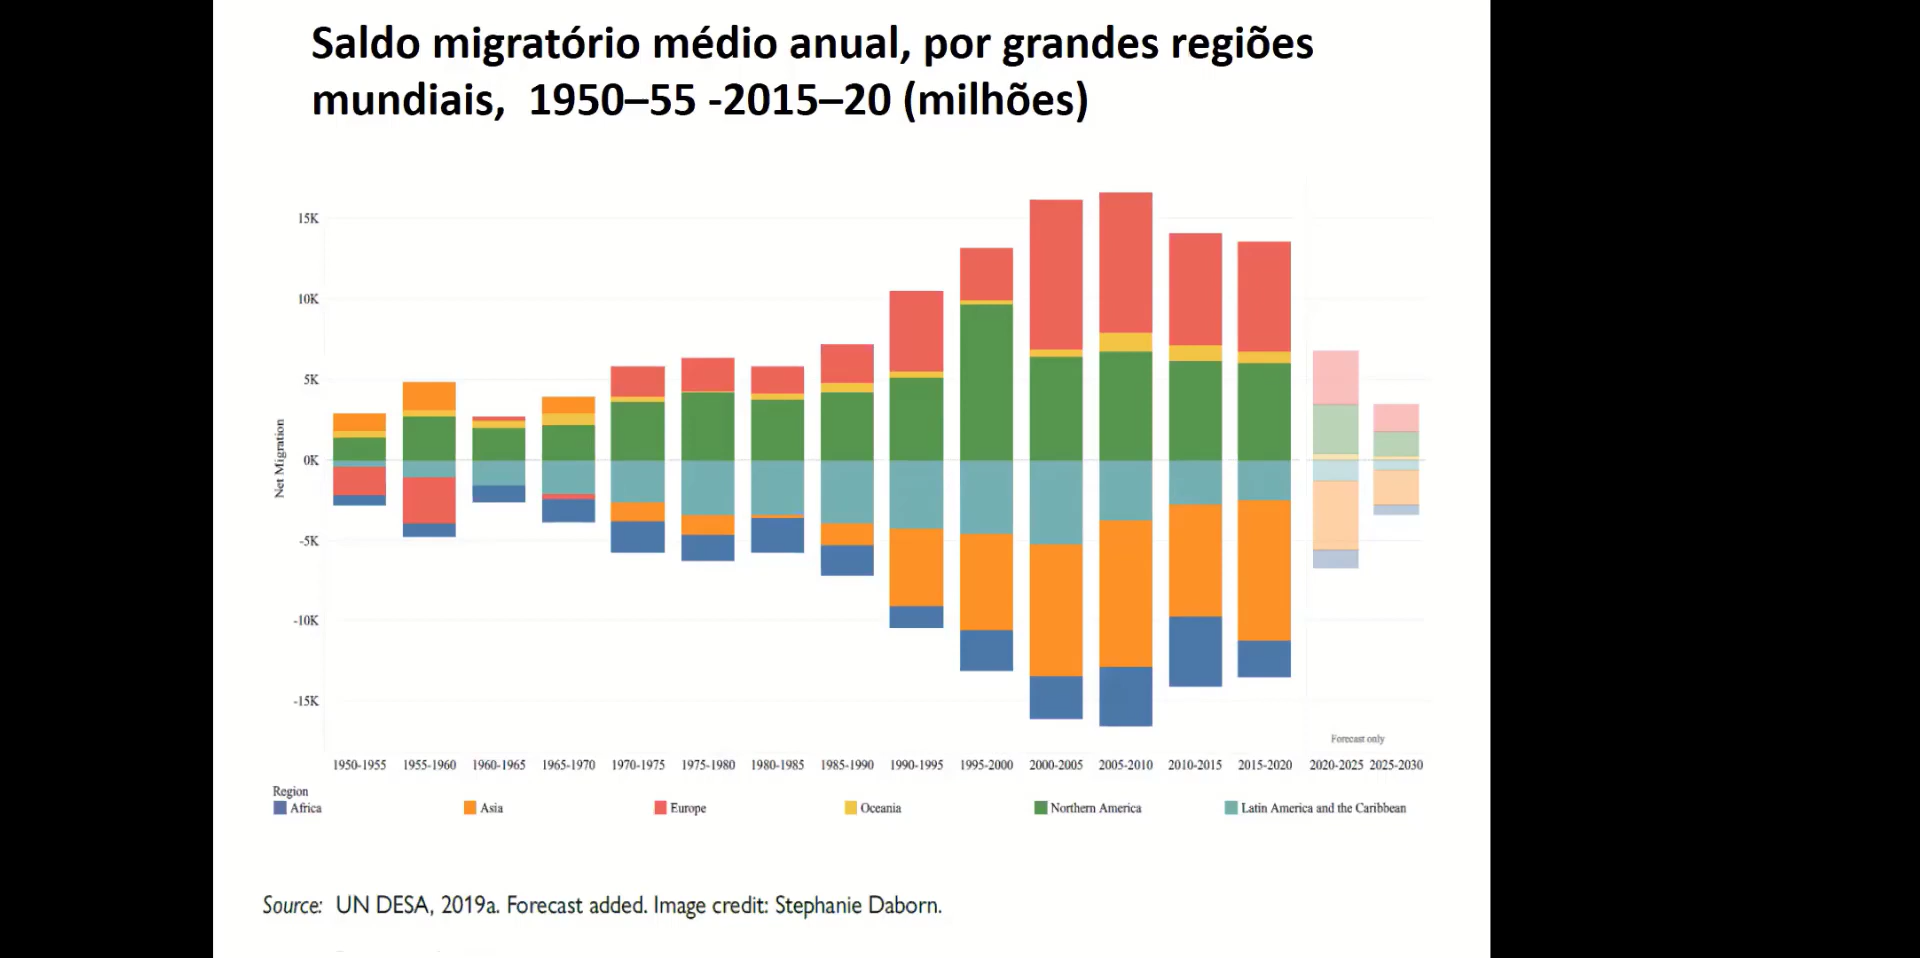 Saldo migratório médio anual, por grandes regiões
mundiais,  1950–55 -2015–20 (milhões)
15K
10K
5K
0K
-5K
-10K
-15K
Net Migration
Forecast only
1950-1955 1955-1960 1960-1965 1965-1970 1970-1975 1975-1980 1980-1985 1985-1990 1990-1995 1995-2000 2000-2005 2005-2010 2010-2015 2015-2020 2020-2025 2025-2030
Region
Africa Asia Europe Oceania Northern America Latin America and the Caribbean
Source: UN DESA, 2019a. Forecast added. Image credit: Stephanie Daborn.